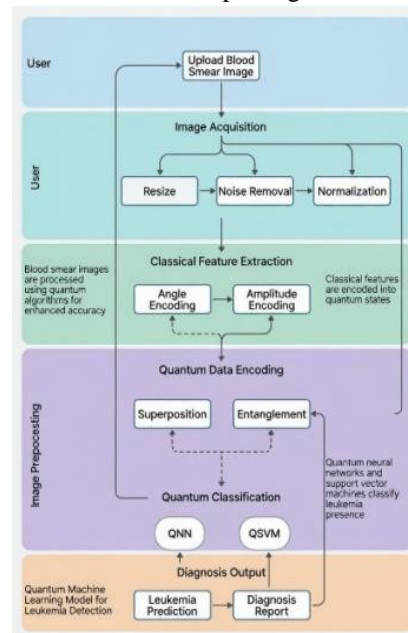 User
Upload Blood
Smear Image
User
Image Acquisition
Resize
Noise Removal
Normalization
Blood smear images
are processed
using quantum
algorithms for
enhanced accuracy
Classical Feature Extraction
Angle
Encoding
Amplitude
Encoding
Classical features
are encoded into
quantum states
Image Prepocesting
Quantum Data Encoding
Superposition
Entanglement
Quantum neural
networks and
support vector
machines classify
leukemia
presence
Quantum Classification
QNN
QSVM
Quantum Machine
Learning Model for
Leukemia Detection
Diagnosis Output
Leukemia
Prediction
Diagnosis
Report